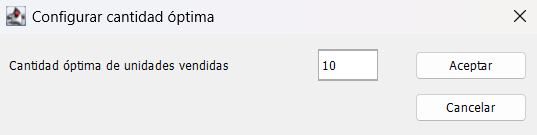 Configurar cantidad óptima
Cantidad óptima de unidades vendidas
10
Aceptar
Cancelar